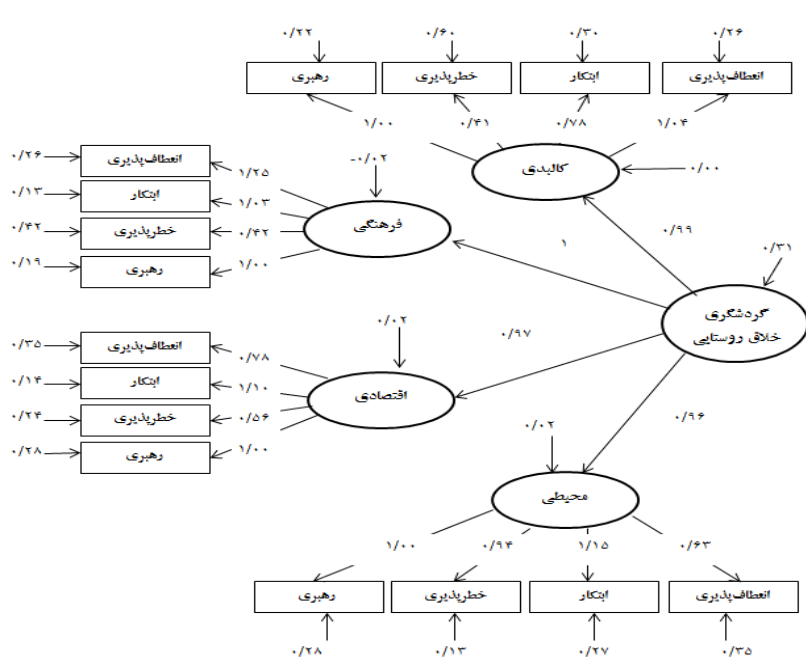 ۰/۲۶ ۰/۳۰ ۰/۶۰ ۰/۲۲
انعطاف‌پذیری ابتکار خطرپذیری رهبری
۱/۰۴ ۰/۷۸ ۰/۴۱ ۱/۰۰
کالبدی
۰/۰۰
۰/۹۹
۰/۲۶ انعطاف‌پذیری ۱/۲۵
۰/۱۳ ابتکار ۱/۰۳
۰/۴۲ خطرپذیری ۰/۴۲
۰/۱۹ رهبری ۱/۰۰
-۰/۰۲
فرهنگی
۱
۰/۳۱
گردشگری
خلاق روستایی
۰/۳۵ انعطاف‌پذیری ۰/۷۸
۰/۱۴ ابتکار ۱/۱۰
۰/۲۴ خطرپذیری ۰/۵۶
۰/۲۸ رهبری ۱/۰۰
۰/۰۲
اقتصادی
۰/۹۷
۰/۹۶
۰/۰۲
محیطی
۰/۶۳ ۱/۱۵ ۰/۹۴ ۱/۰۰
انعطاف‌پذیری ابتکار خطرپذیری رهبری
۰/۳۵ ۰/۲۷ ۰/۱۳ ۰/۲۸